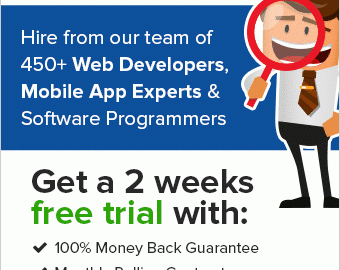 Hire from our team of
450+ Web Developers,
Mobile App Experts &
Software Programmers
Get a 2 weeks
free trial with:
100% Money Back Guarantee